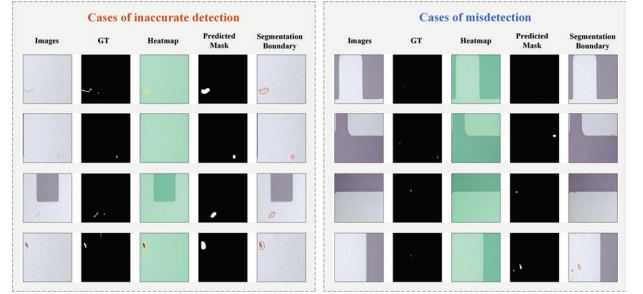 Cases of inaccurate detection
Images GT Heatmap Predicted Mask Segmentation Boundary
Cases of misdetection
Images GT Heatmap Predicted Mask Segmentation Boundary